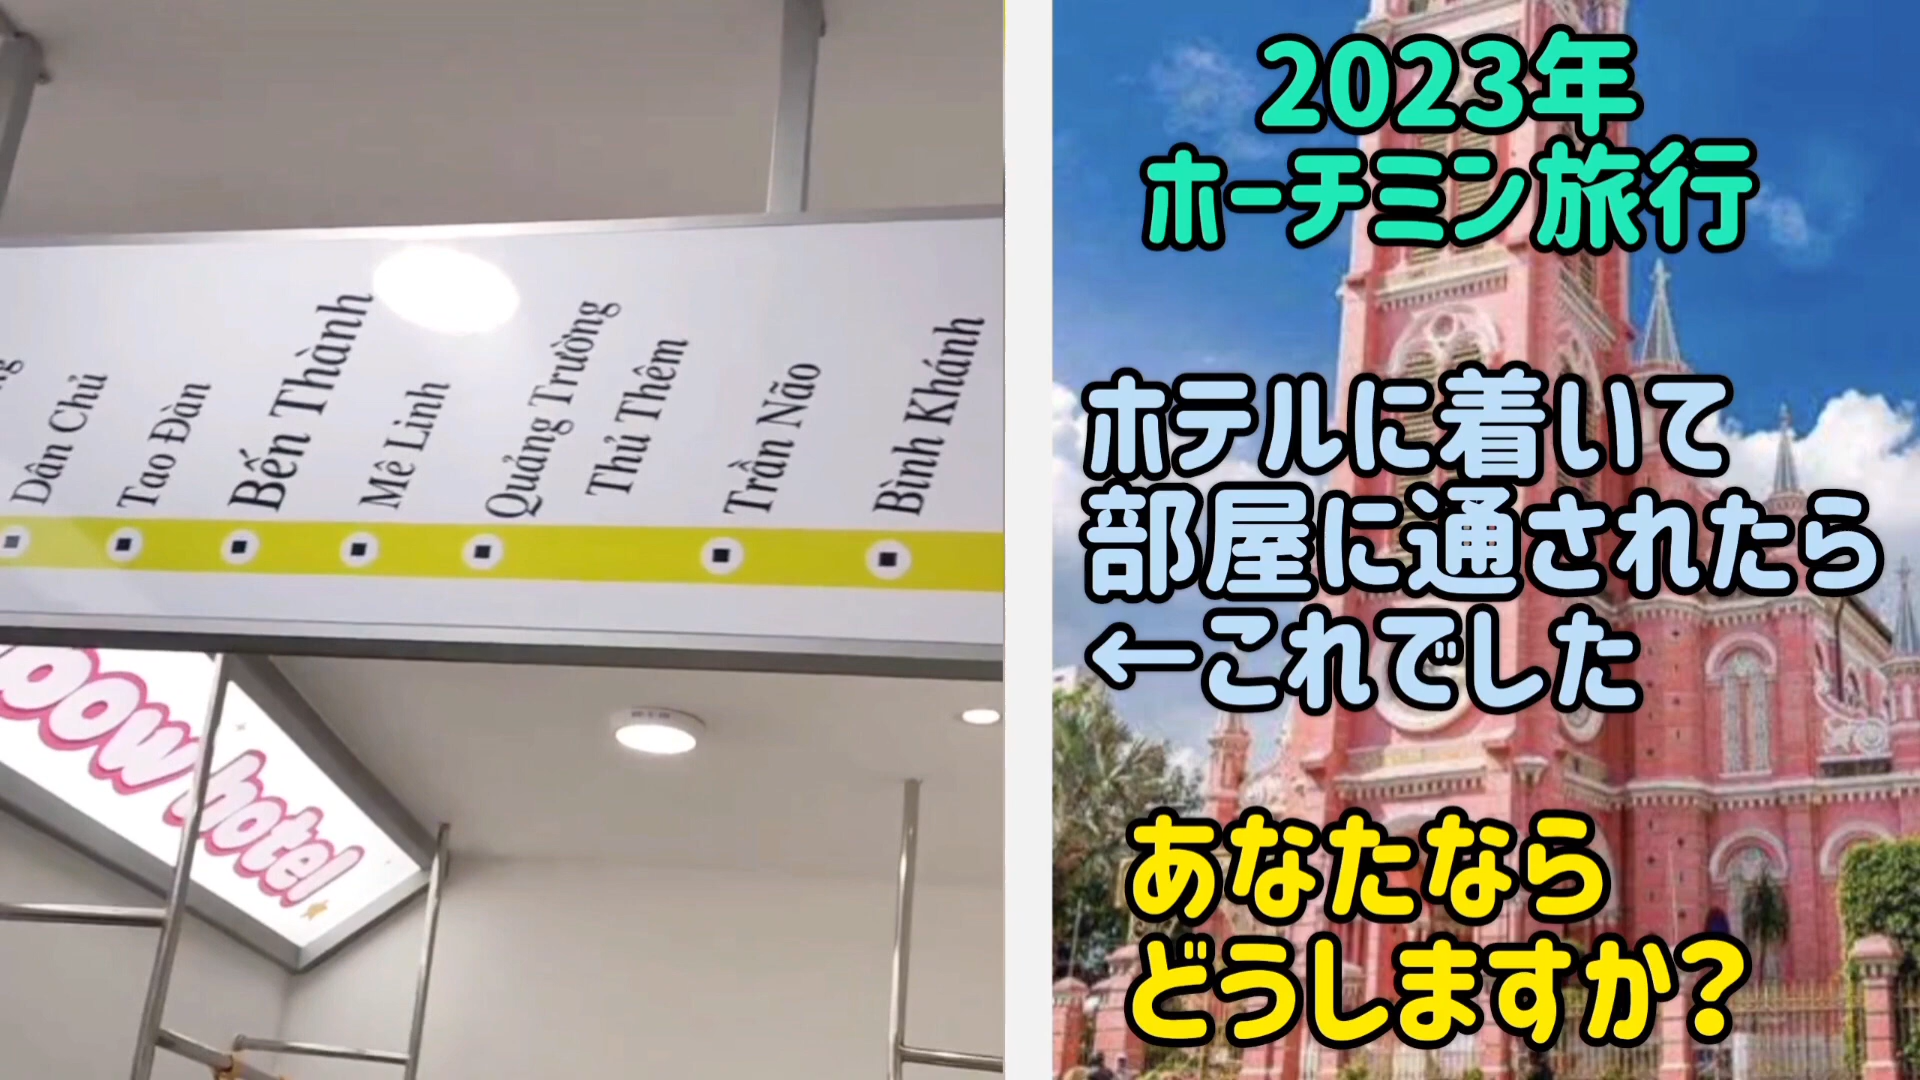 Dân Chủ
Tao Đàn
Bến Thành
Mê Linh
Quảng Trường
Thủ Thêm
Trần Não
Bình Khánh
hotel
2023年
ホーチミン旅行
ホテルに着いて
部屋に通されたら
←これでした
あなたなら
どうしますか?